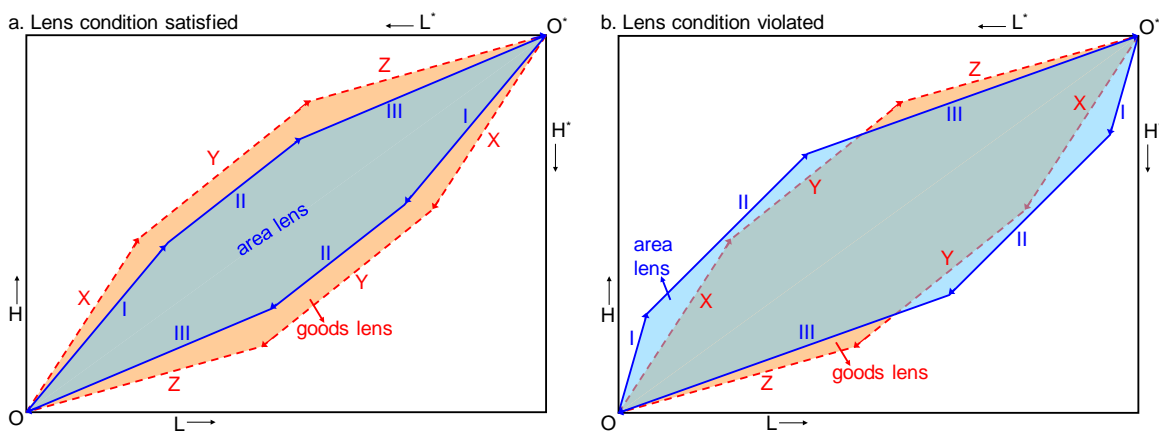 a. Lens condition satisfied
← L*
O*
Z
III
I
X
H*
↓
Y
II
area lens
II
Y
↑
H
X
I
III
goods lens
Z
O
L →
b. Lens condition violated
← L*
O*
Z
X
I
III
H
↓
Y
II
II
area
lens
Y
↑
H
X
I
III
goods lens
Z
O
L →